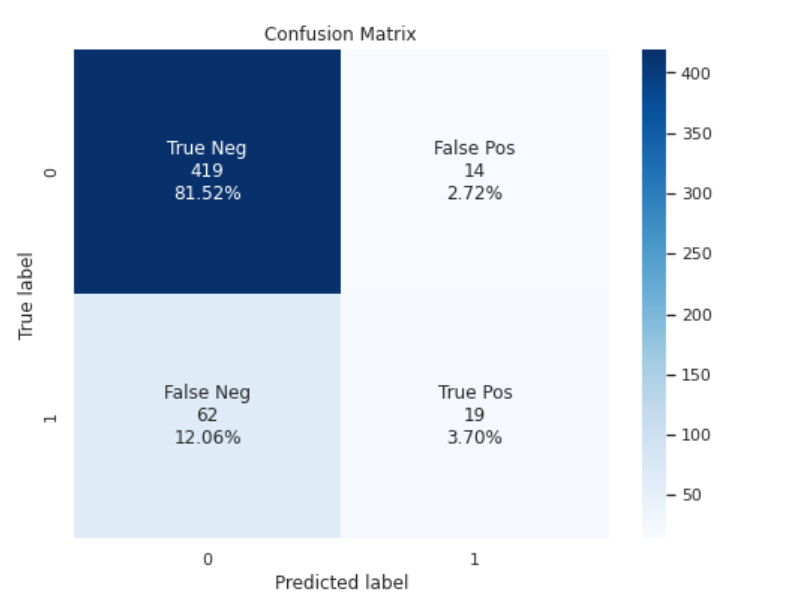 Confusion Matrix
True Neg
419
81.52%
False Pos
14
2.72%
False Neg
62
12.06%
True Pos
19
3.70%
0
1
True label
0
1
Predicted label
400
350
300
250
200
150
100
50